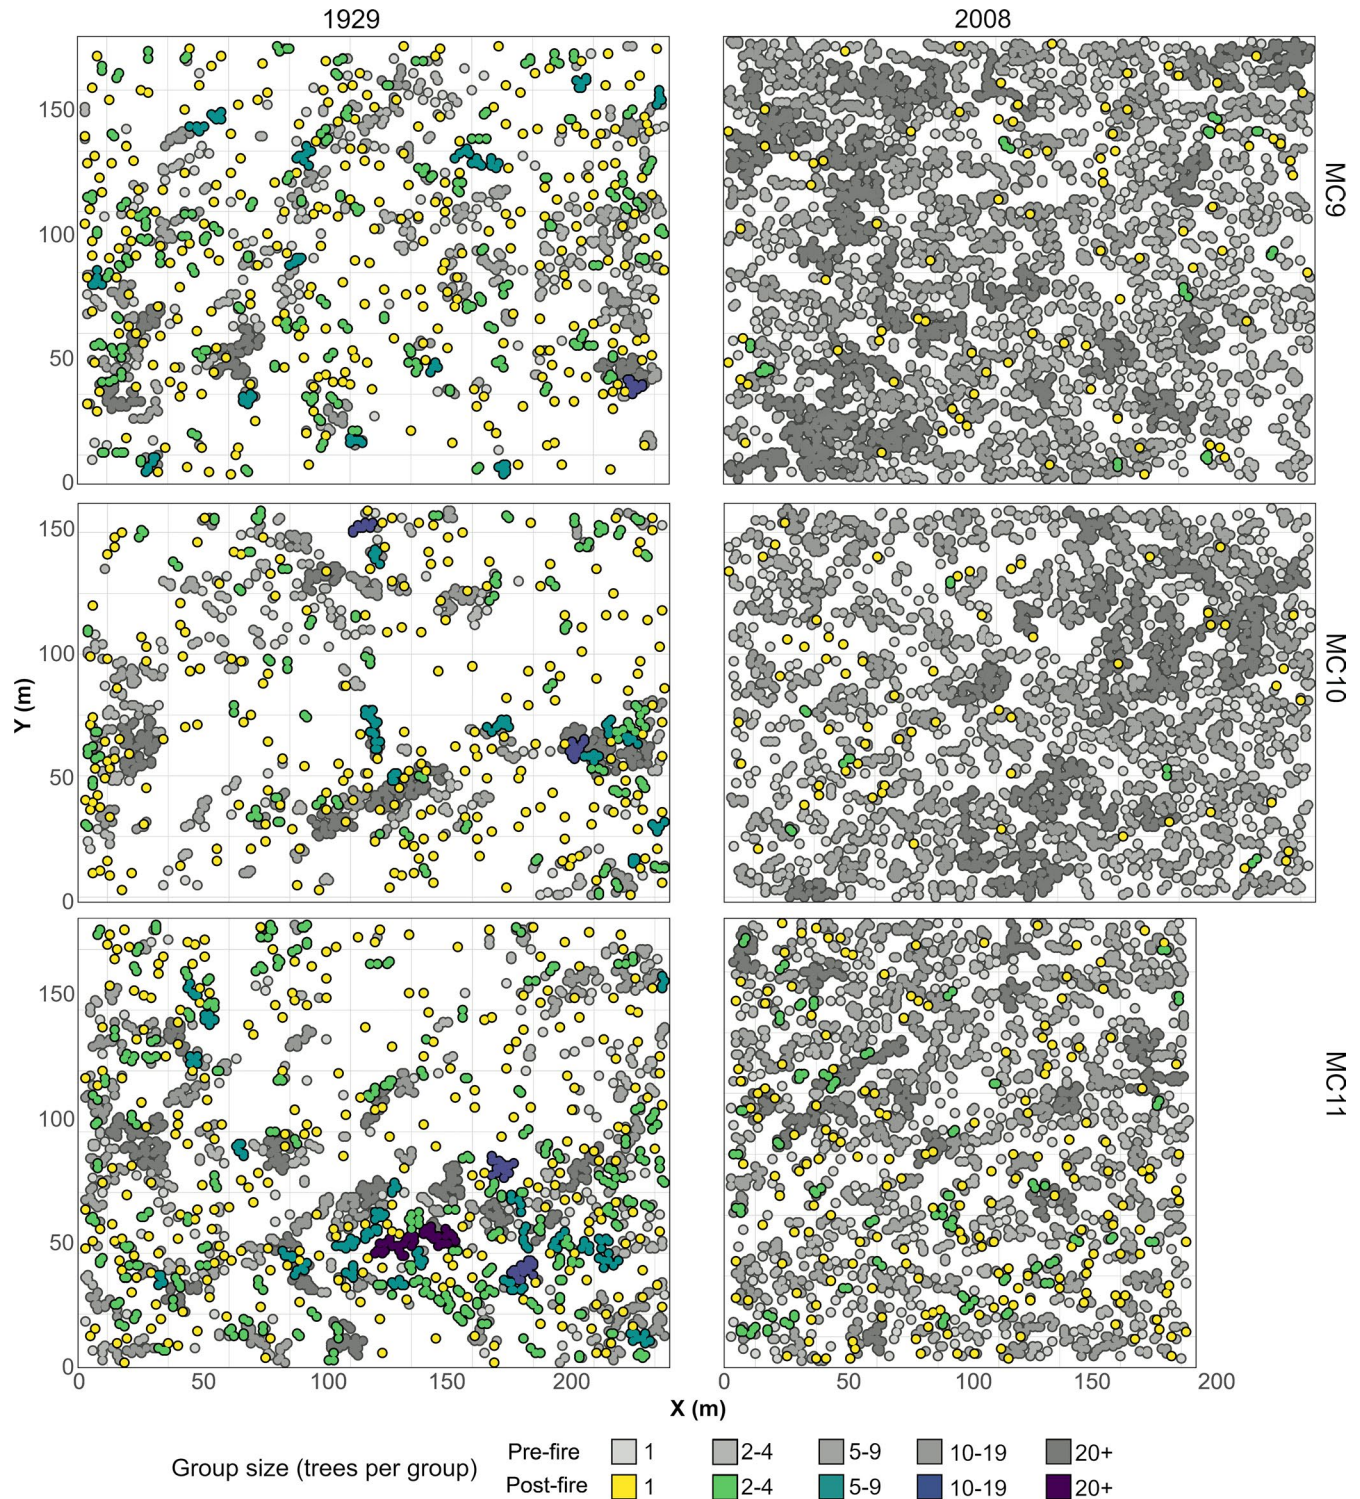 1929 2008
150
100
50
0
MC9
150
100
50
0
MC10
Y (m)
150
100
50
0
MC11
0 50 100 150 200 0 50 100 150 200
X (m)
Pre-fire 1 2-4 5-9 10-19 20+
Group size (trees per group)
Post-fire 1 2-4 5-9 10-19 20+